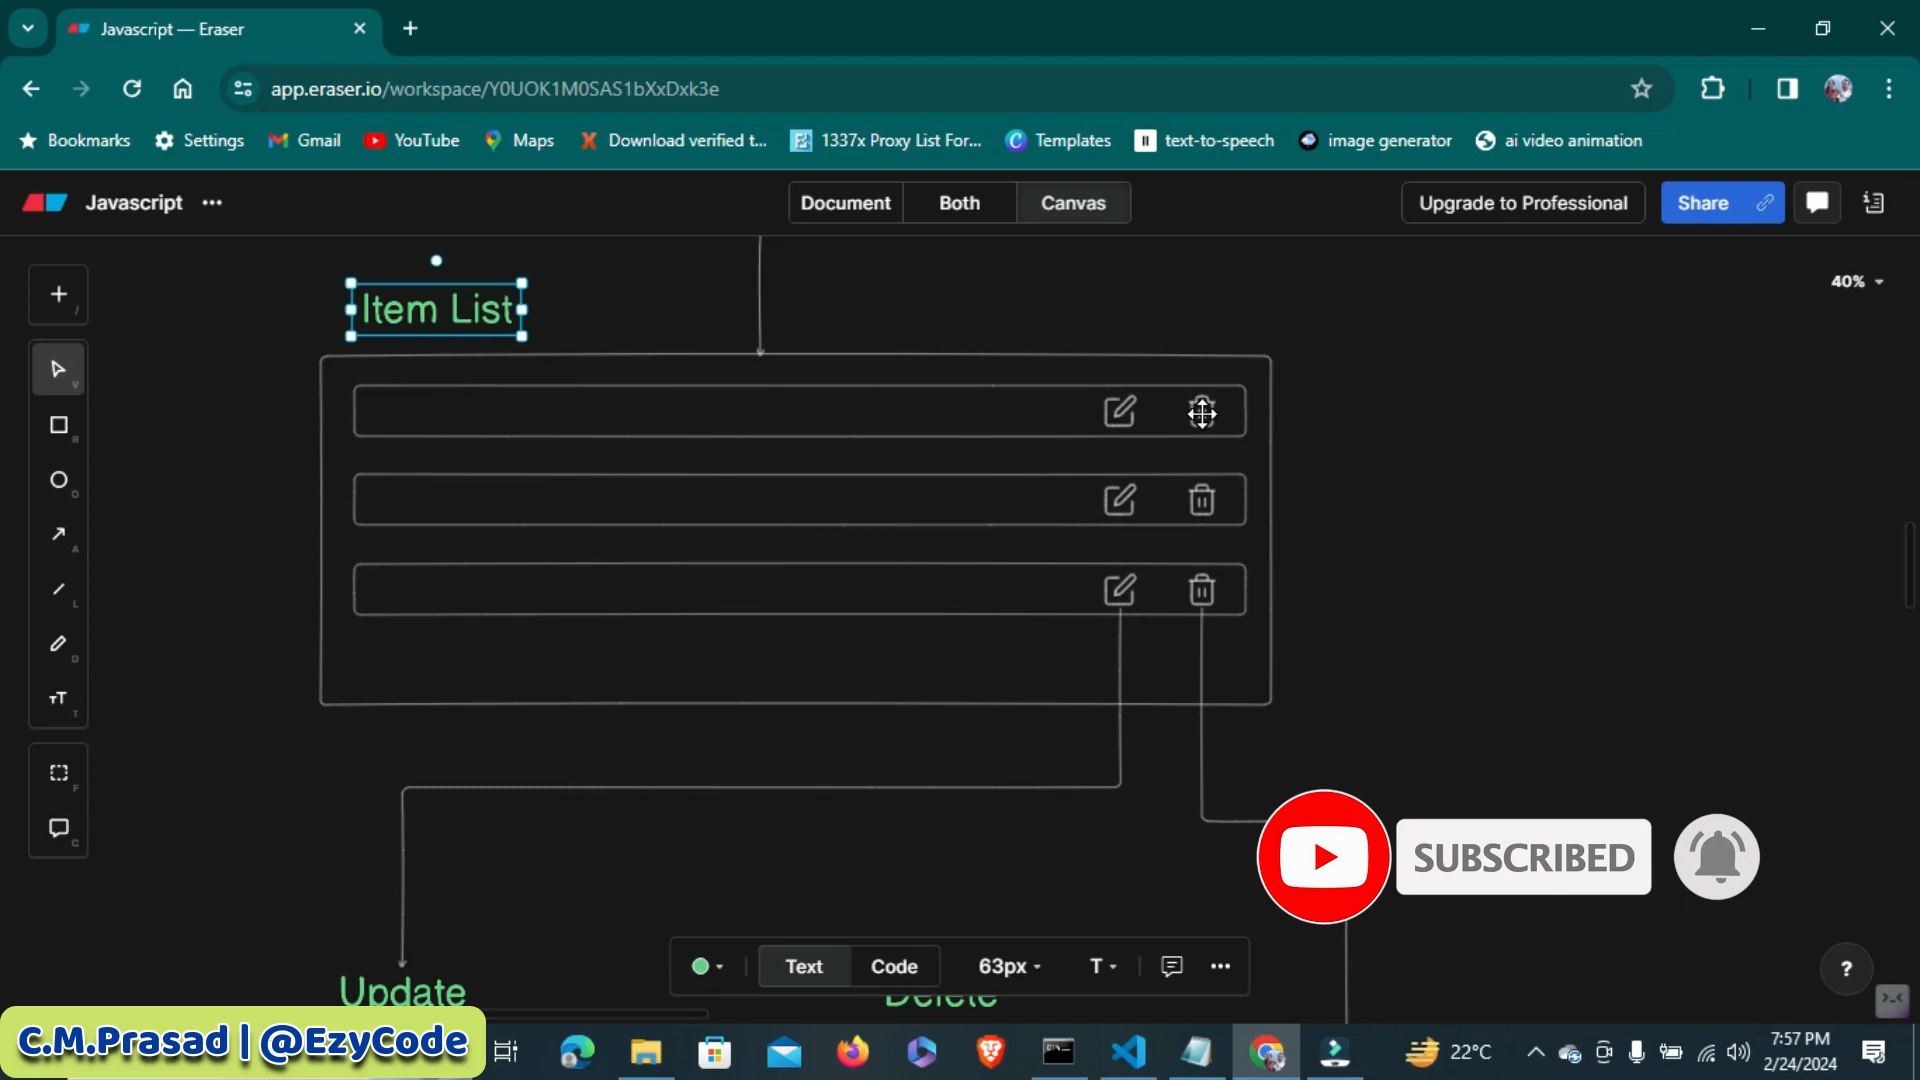 Javascript — Eraser
app.eraser.io/workspace/Y0UOK1M0SAS1bXxDxk3e
Bookmarks
Settings
Gmail
YouTube
Maps
Download verified t...
1337x Proxy List For...
Templates
text-to-speech
image generator
ai video animation
Javascript
Document
Both
Canvas
Upgrade to Professional
Share
40%
Item List
/
V
R
O
A
L
D
T
F
C
SUBSCRIBED
Text
Code
63px
T
?
Update
Delete
C.M.Prasad | @EzyCode
22°C
7:57 PM
2/24/2024